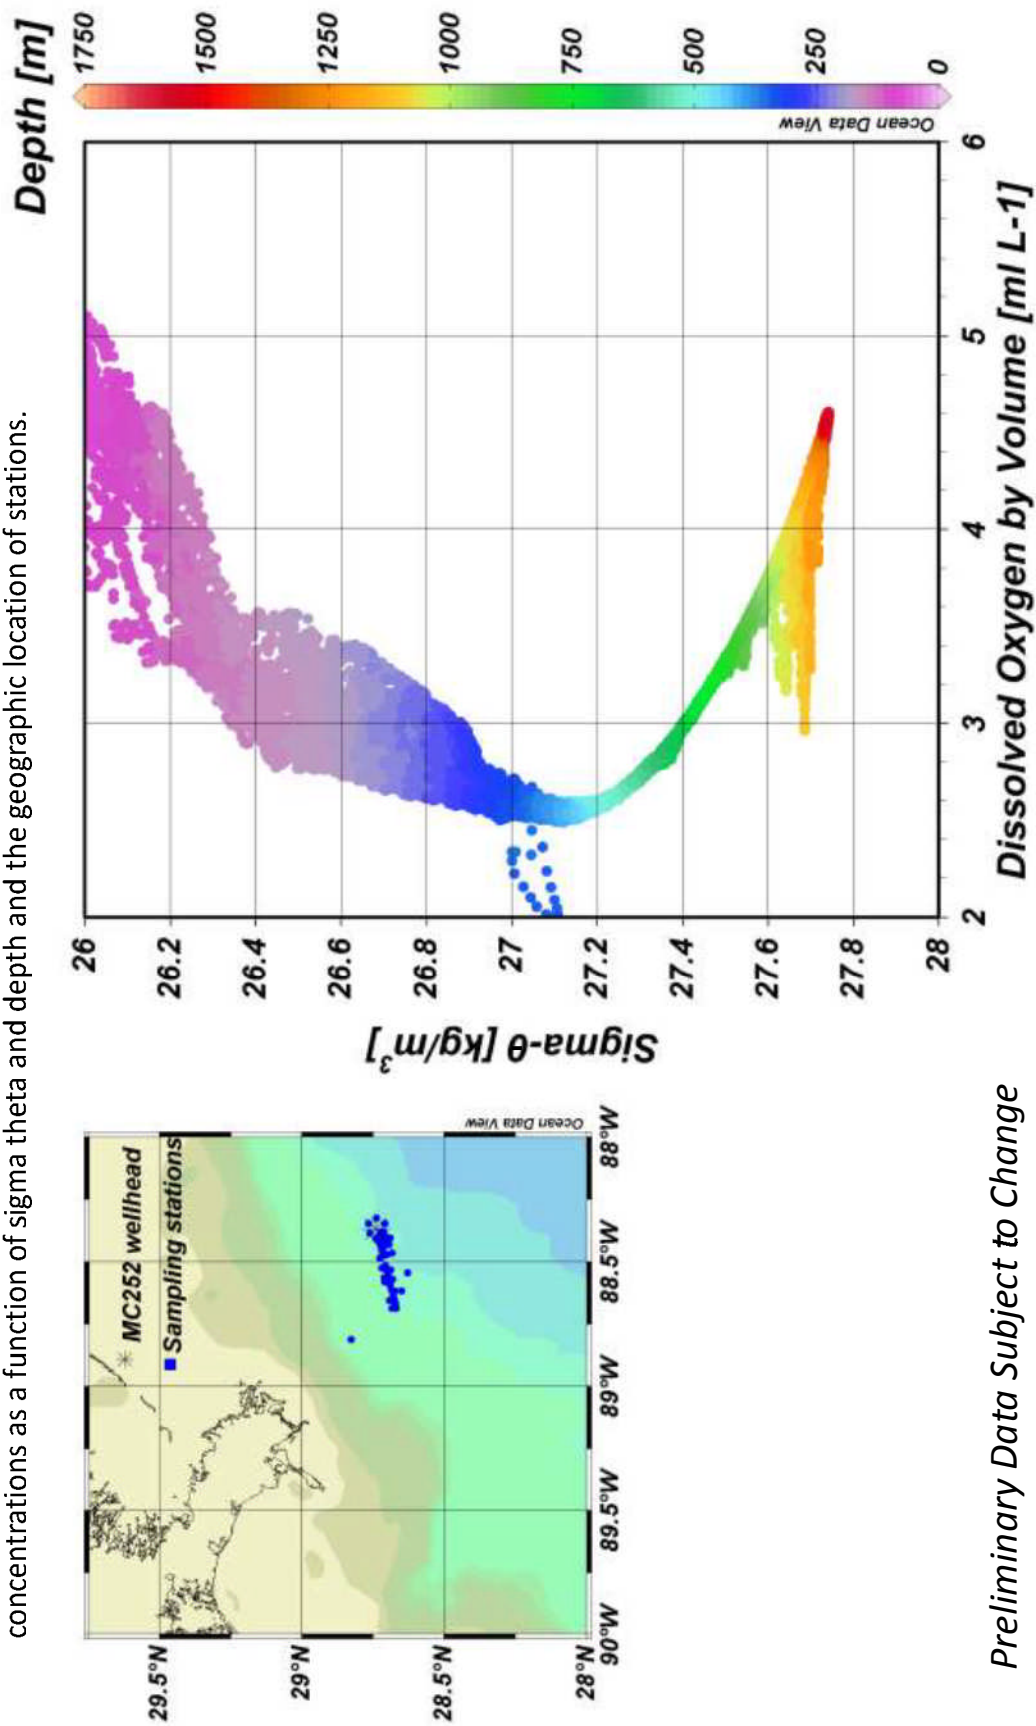 concentrations as a function of sigma theta and depth and the geographic location of stations.
29.5°N
29°N
28.5°N
28°N
90°W
89.5°W
89°W
88.5°W
88°W
MC252 wellhead
Sampling stations
Ocean Data View
Sigma-θ [kg/m³]
26
26.2
26.4
26.6
26.8
27
27.2
27.4
27.6
27.8
28
2
3
4
5
6
Dissolved Oxygen by Volume [ml L-1]
Depth [m]
1750
1500
1250
1000
750
500
250
0
Ocean Data View
Preliminary Data Subject to Change